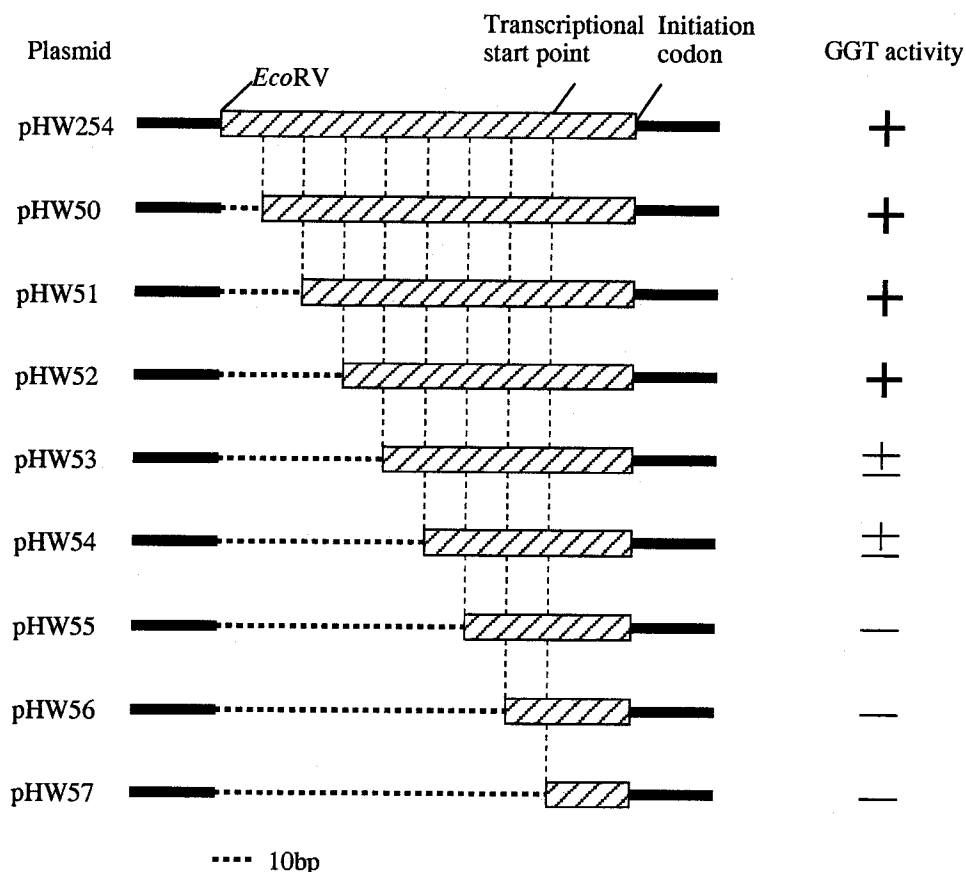 Plasmid
Transcriptional start point
Initiation codon
GGT activity
EcoRV
pHW254 +
pHW50 +
pHW51 +
pHW52 +
pHW53 ±
pHW54 ±
pHW55 —
pHW56 —
pHW57 —
10bp